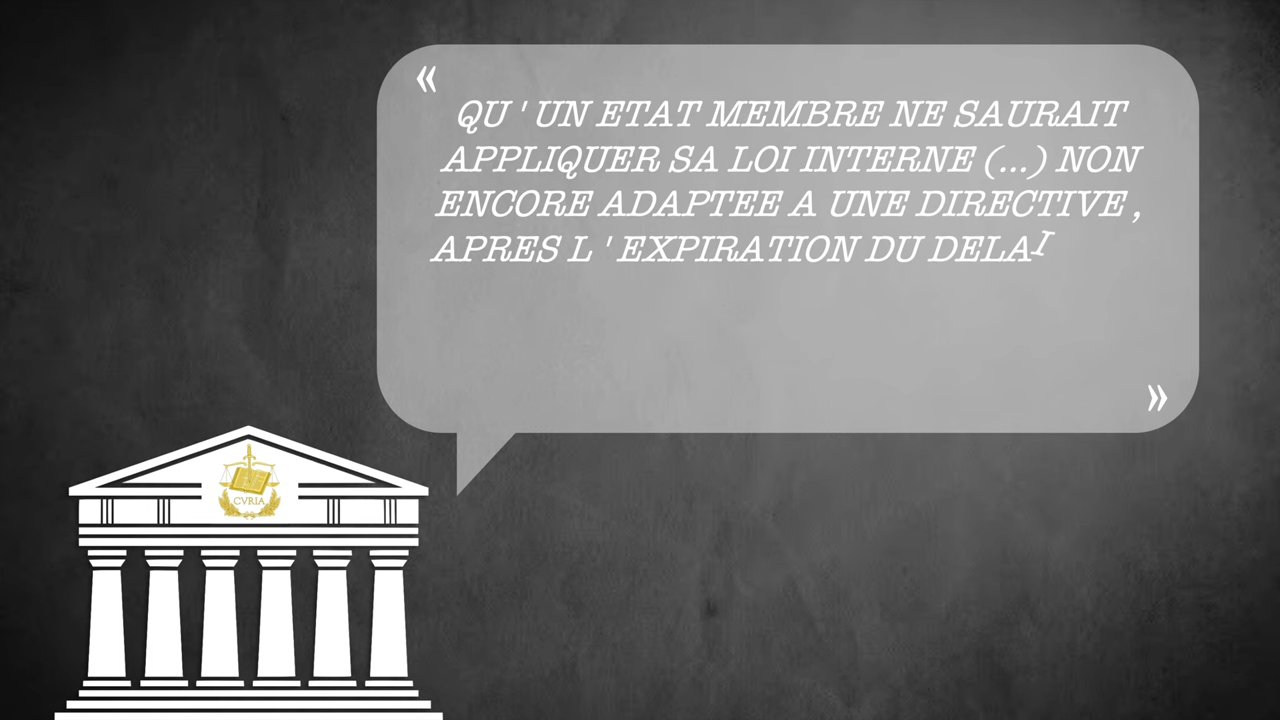 «
QU ' UN ETAT MEMBRE NE SAURAIT
APPLIQUER SA LOI INTERNE (...) NON
ENCORE ADAPTEE A UNE DIRECTIVE ,
APRES L ' EXPIRATION DU DELAI
»
CVRIA